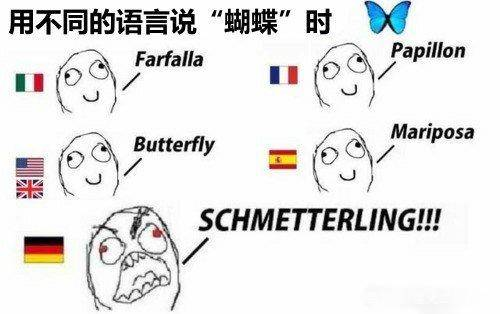 用不同的语言说“蝴蝶”时
Farfalla
Papillon
Butterfly
Mariposa
SCHMETTERLING!!!